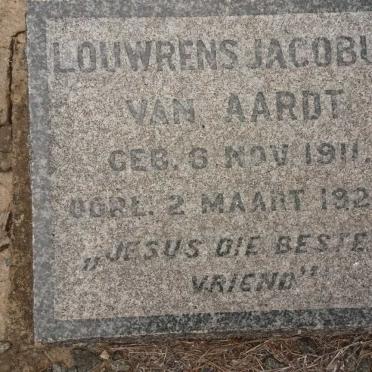 LOUWRENS JACOBU
VAN AARDT
GEB. 6 NOV. 1911.
OORL. 2 MAART 192
„JESUS DIE BESTE
VRIEND"